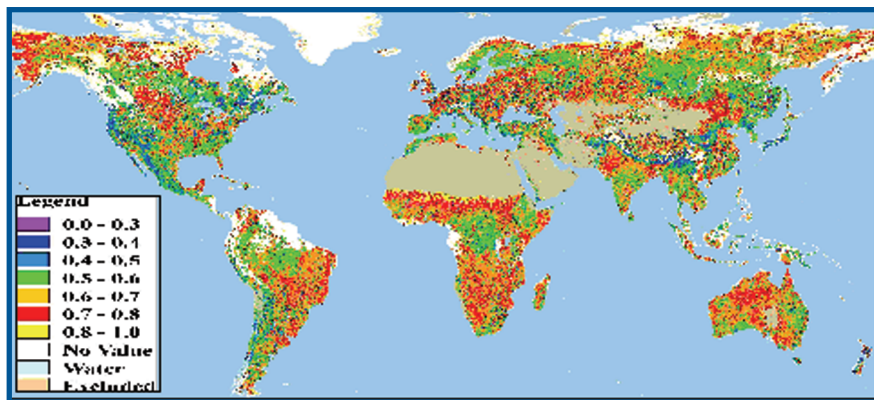 Legend
0.0 - 0.3
0.3 - 0.4
0.4 - 0.5
0.5 - 0.6
0.6 - 0.7
0.7 - 0.8
0.8 - 1.0
No Value
Water
Excluded